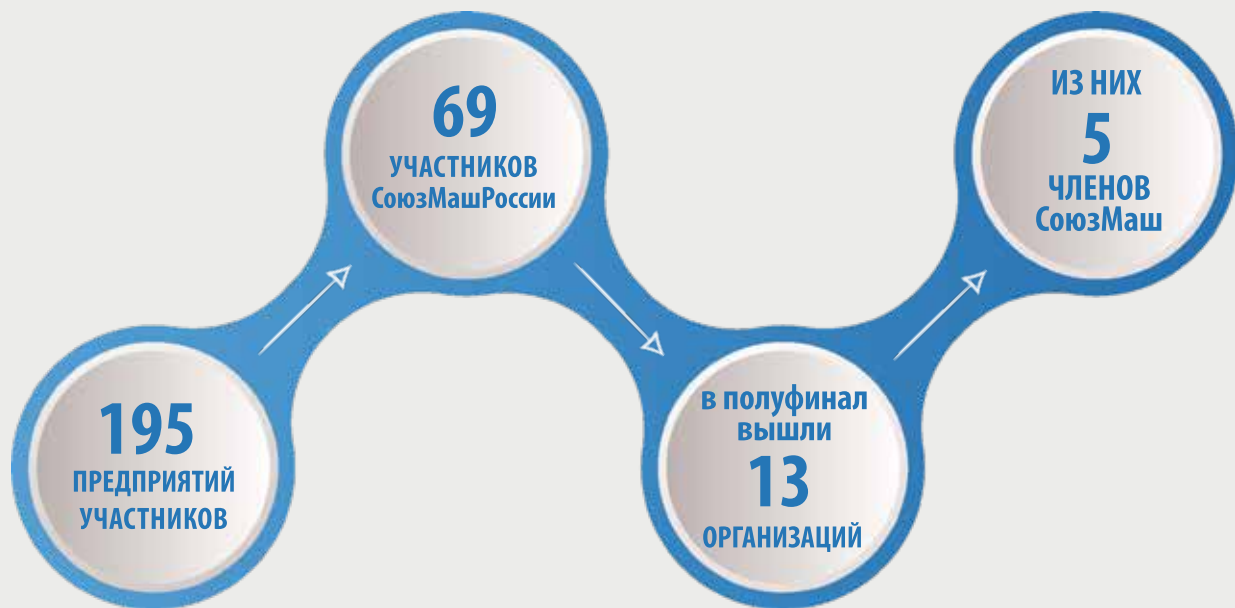 195
ПРЕДПРИЯТИЙ
УЧАСТНИКОВ
69
УЧАСТНИКОВ
СоюзМашРоссии
в полуфинал
вышли
13
ОРГАНИЗАЦИЙ
ИЗ НИХ
5
ЧЛЕНОВ
СоюзМаш